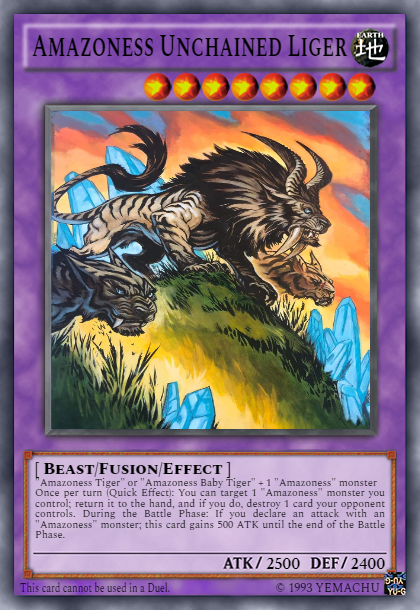 Amazoness Unchained Liger
EARTH
地
[ Beast/Fusion/Effect ]
"Amazoness Tiger" or "Amazoness Baby Tiger" + 1 "Amazoness" monster
Once per turn (Quick Effect): You can target 1 "Amazoness" monster you
control; return it to the hand, and if you do, destroy 1 card your opponent
controls. During the Battle Phase: If you declare an attack with an
"Amazoness" monster; this card gains 500 ATK until the end of the Battle
Phase.
ATK / 2500 DEF / 2400
This card cannot be used in a Duel.
© 1993 YEMACHU